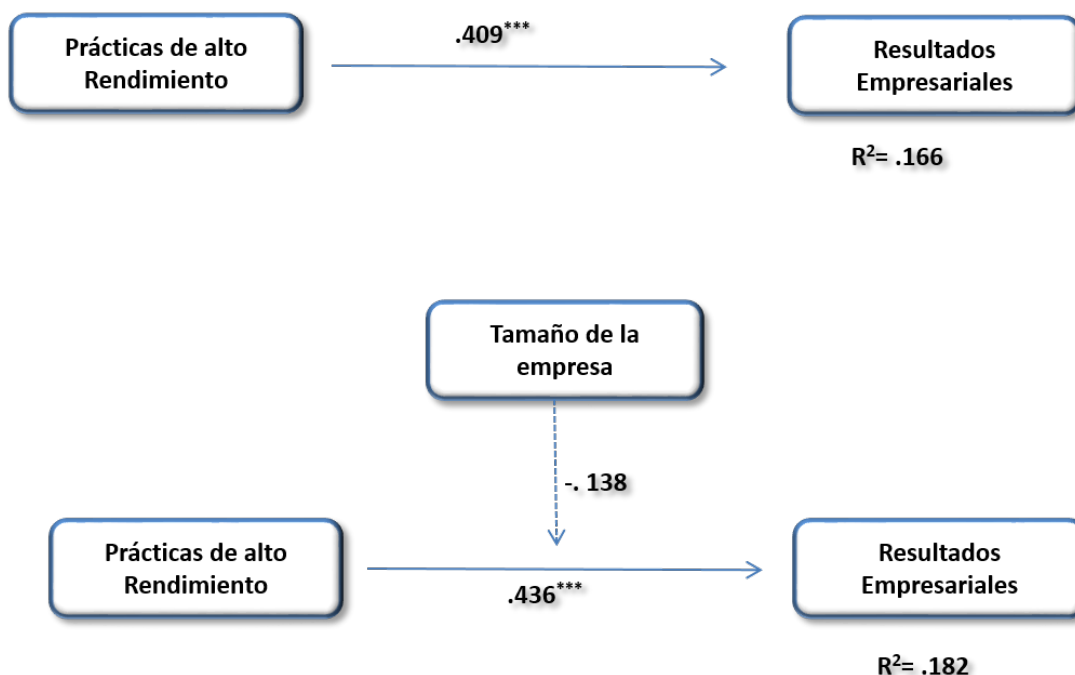 .409***
Prácticas de alto
Rendimiento
Resultados
Empresariales
R²= .166
Tamaño de la
empresa
-. 138
Prácticas de alto
Rendimiento
.436***
Resultados
Empresariales
R²= .182